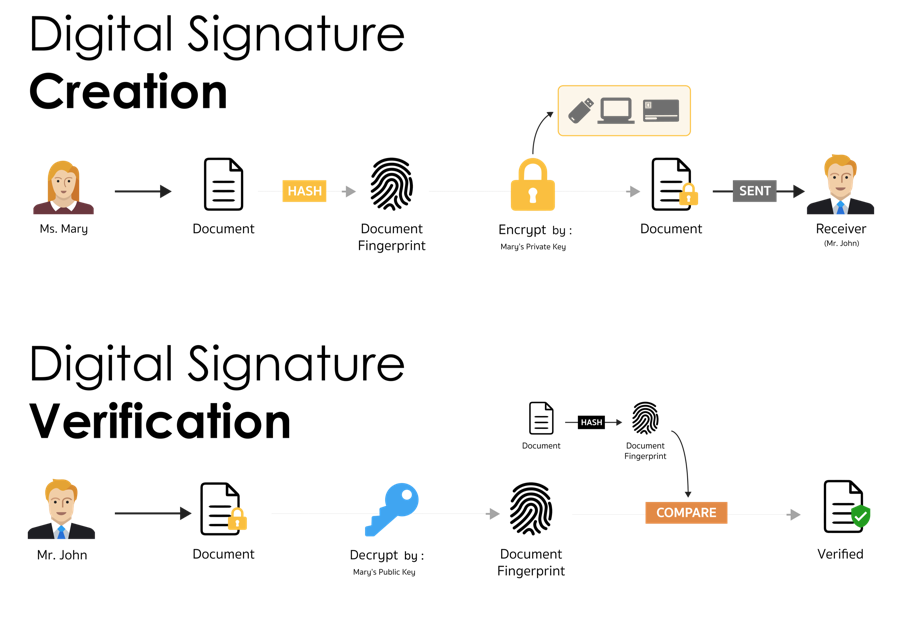 Digital Signature
Creation
HASH
SENT
Ms. Mary
Document
Document
Fingerprint
Encrypt by :
Mary's Private Key
Document
Receiver
(Mr. John)
Digital Signature
Verification
Document
HASH
Document
Fingerprint
COMPARE
Mr. John
Document
Decrypt by :
Mary's Public Key
Document
Fingerprint
Verified